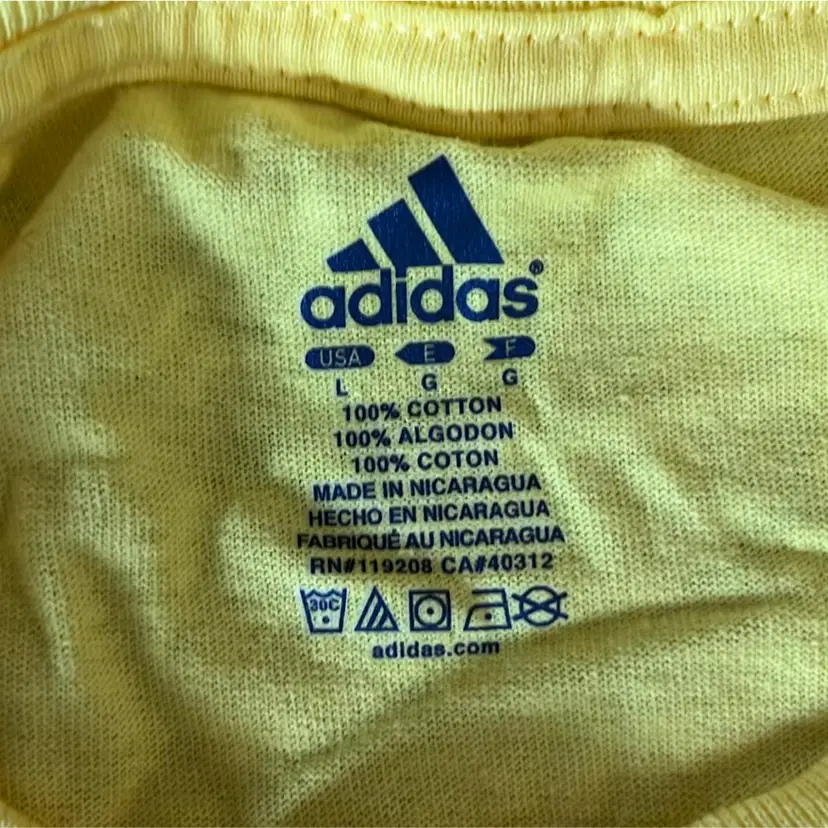 adidas®
USA E F
L G G
100% COTTON
100% ALGODON
100% COTON
MADE IN NICARAGUA
HECHO EN NICARAGUA
FABRIQUÉ AU NICARAGUA
RN#119208 CA#40312
30C
adidas.com